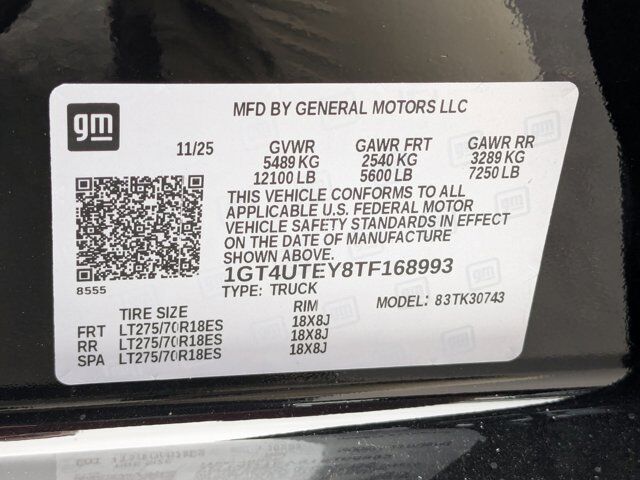 gm
MFD BY GENERAL MOTORS LLC
11/25 GVWR GAWR FRT GAWR RR
5489 KG 2540 KG 3289 KG
12100 LB 5600 LB 7250 LB
THIS VEHICLE CONFORMS TO ALL
APPLICABLE U.S. FEDERAL MOTOR
VEHICLE SAFETY STANDARDS IN EFFECT
ON THE DATE OF MANUFACTURE
SHOWN ABOVE.
1GT4UTEY8TF168993
8555
TYPE: TRUCK
MODEL: 83TK30743
TIRE SIZE RIM
FRT LT275/70R18ES 18X8J
RR LT275/70R18ES 18X8J
SPA LT275/70R18ES 18X8J